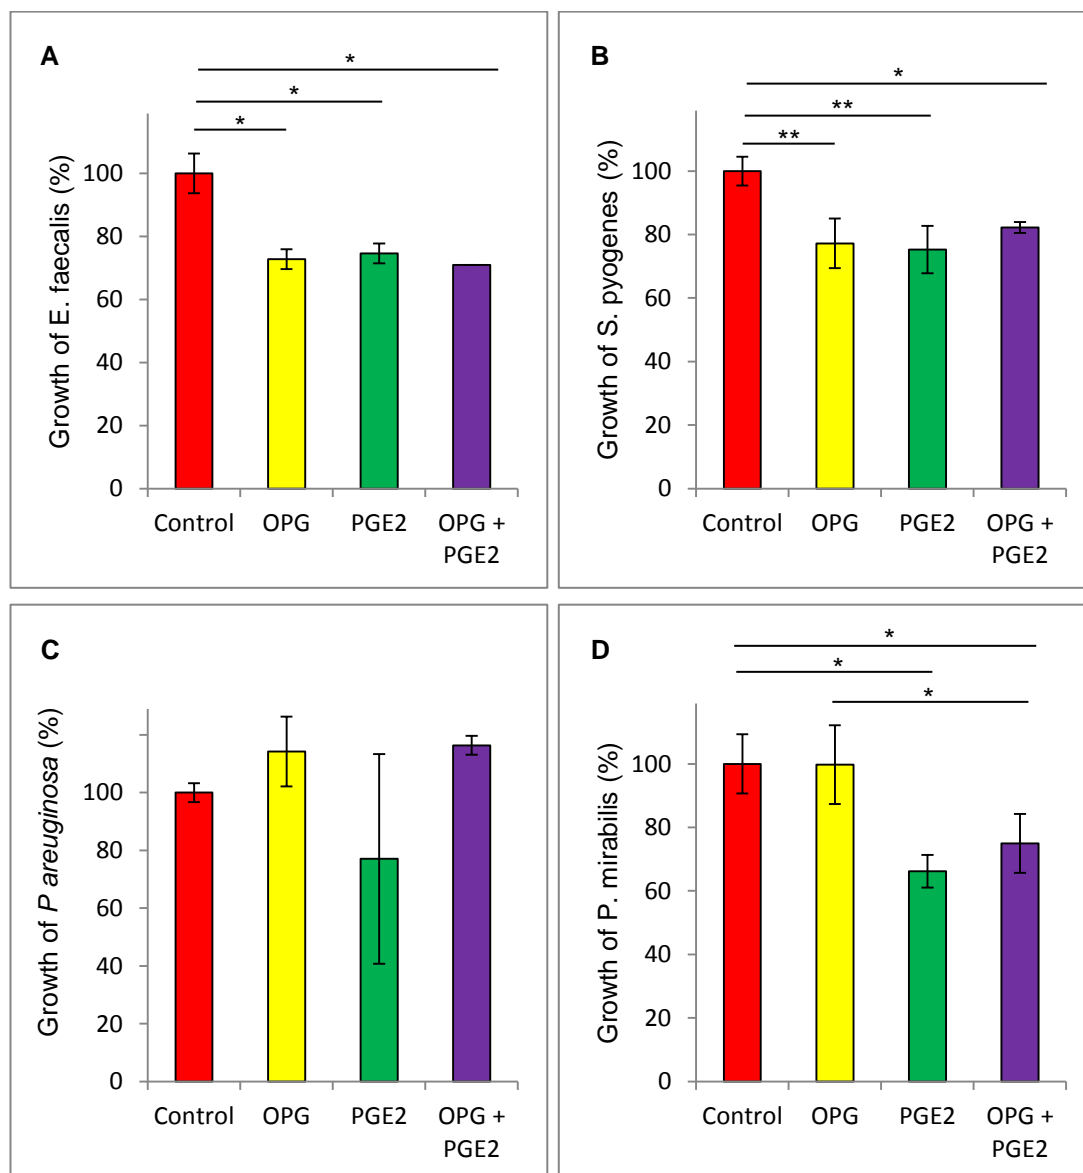 A
*
*
*
Growth of E. faecalis (%)
100
80
60
40
20
0
Control OPG PGE2 OPG +
PGE2
B
*
**
**
Growth of S. pyogenes (%)
100
80
60
40
20
0
Control OPG PGE2 OPG +
PGE2
C
Growth of P areuginosa (%)
100
80
60
40
20
0
Control OPG PGE2 OPG +
PGE2
D
*
*
*
Growth of P. mirabilis (%)
100
80
60
40
20
0
Control OPG PGE2 OPG +
PGE2